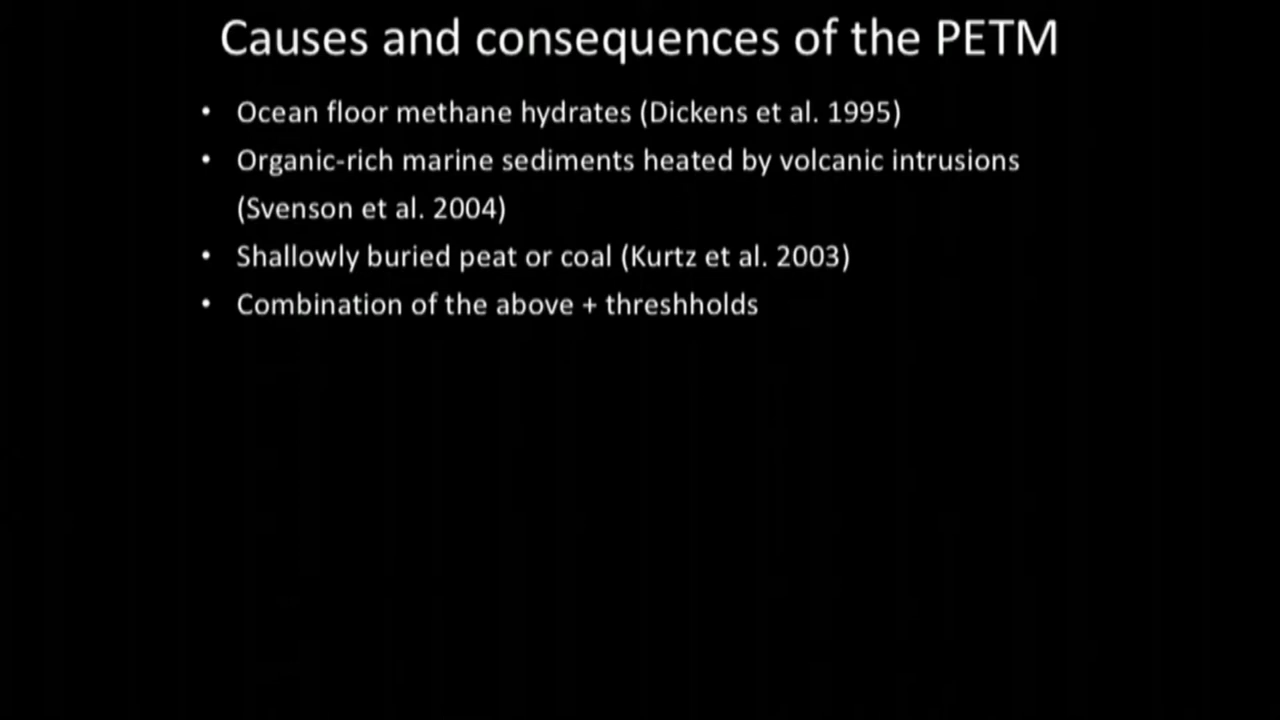 Causes and consequences of the PETM
• Ocean floor methane hydrates (Dickens et al. 1995)
• Organic-rich marine sediments heated by volcanic intrusions
(Svenson et al. 2004)
• Shallowly buried peat or coal (Kurtz et al. 2003)
• Combination of the above + threshholds